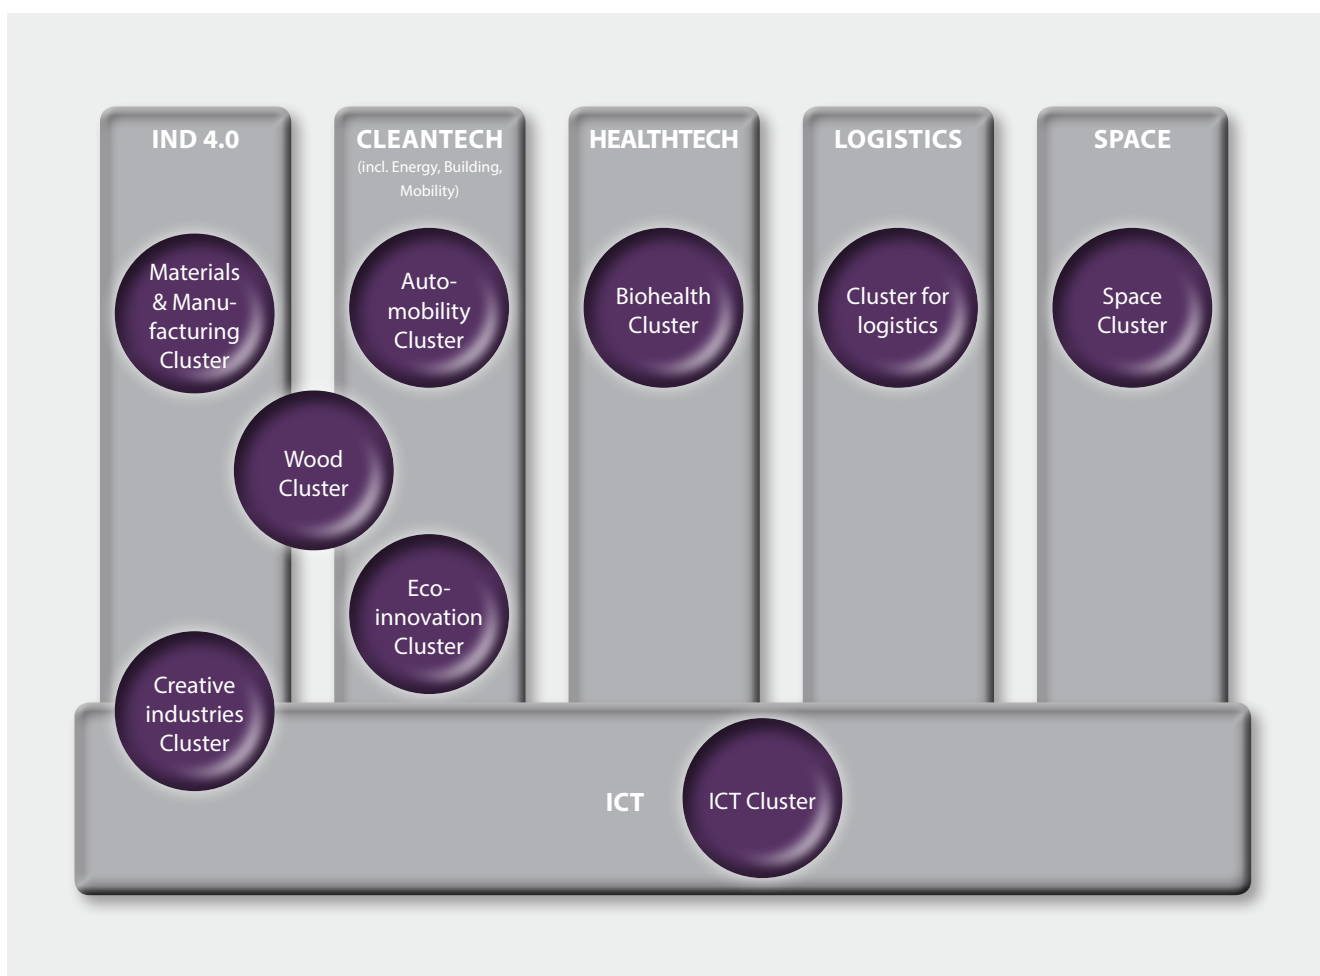 IND 4.0
CLEANTECH
(incl. Energy, Building,
Mobility)
HEALTHTECH
LOGISTICS
SPACE
Materials
& Manu-
facturing
Cluster
Auto-
mobility
Cluster
Biohealth
Cluster
Cluster for
logistics
Space
Cluster
Wood
Cluster
Eco-
innovation
Cluster
Creative
industries
Cluster
ICT
ICT Cluster